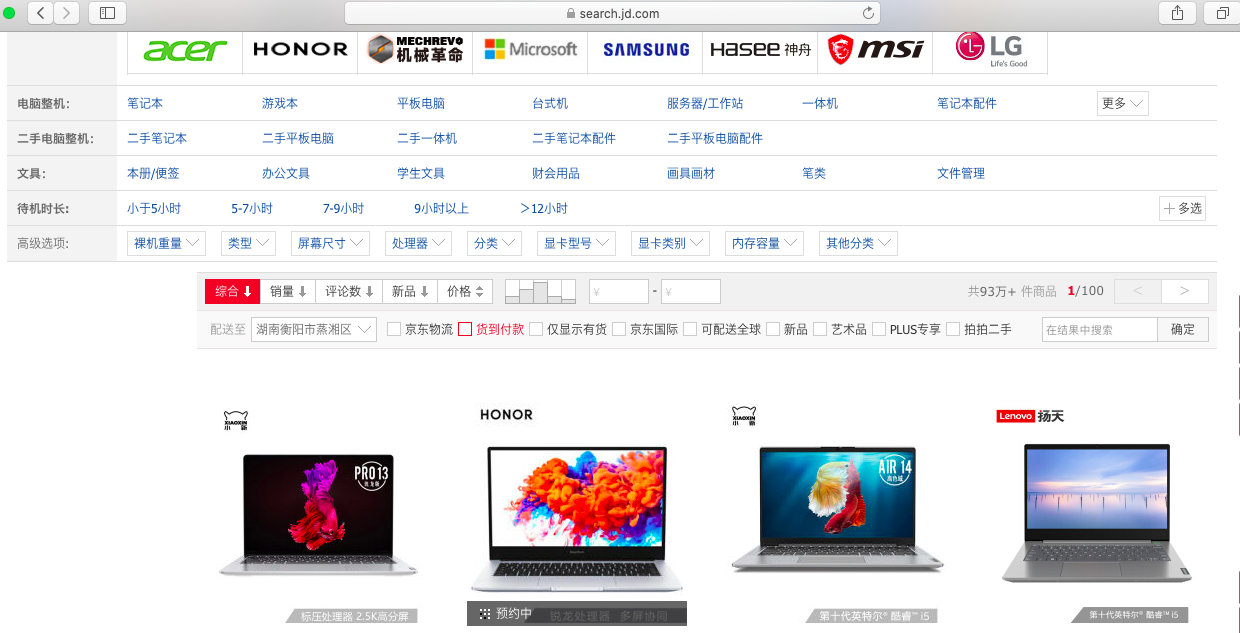 search.jd.com
acer HONOR MECHREVO 机械革命 Microsoft SAMSUNG HASEE 神舟 msi LG Life's Good
电脑整机： 笔记本 游戏本 平板电脑 台式机 服务器/工作站 一体机 笔记本配件 更多
二手电脑整机： 二手笔记本 二手平板电脑 二手一体机 二手笔记本配件 二手平板电脑配件
文具： 本册/便签 办公文具 学生文具 财会用品 画具画材 笔类 文件管理
待机时长： 小于5小时 5-7小时 7-9小时 9小时以上 >12小时 +多选
高级选项： 裸机重量 类型 屏幕尺寸 处理器 分类 显卡型号 显卡类别 内存容量 其他分类
综合 销量 评论数 新品 价格 ¥ - ¥ 共93万+ 件商品 1/100 < >
配送至 湖南衡阳市蒸湘区 京东物流 货到付款 仅显示有货 京东国际 可配送全球 新品 艺术品 PLUS专享 拍拍二手 在结果中搜索 确定
XIAOXIN 小新 HONOR XIAOXIN 小新 Lenovo 扬天
PRO13 锐龙版 AIR 14 高色域
标压处理器 2.5K高分屏 预约中 锐龙处理器 多屏协同 第十代英特尔® 酷睿™ i5 第十代英特尔® 酷睿™ i5